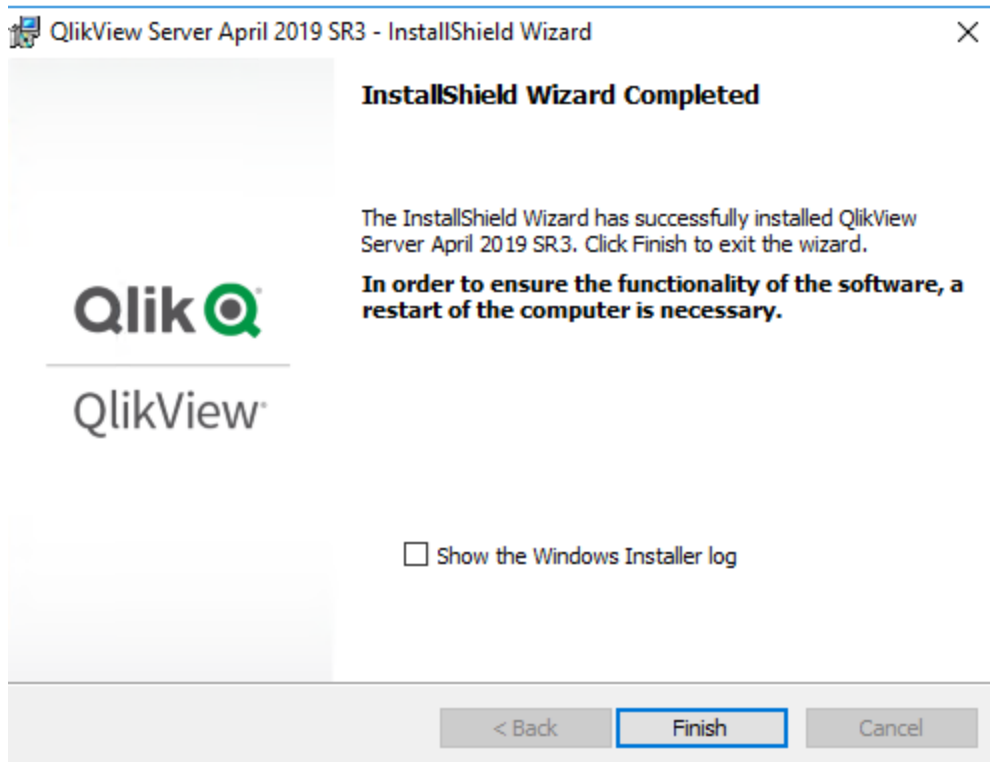 QlikView Server April 2019 SR3 - InstallShield Wizard
InstallShield Wizard Completed
The InstallShield Wizard has successfully installed QlikView
Server April 2019 SR3. Click Finish to exit the wizard.
In order to ensure the functionality of the software, a
restart of the computer is necessary.
Qlik
QlikView
Show the Windows Installer log
< Back
Finish
Cancel